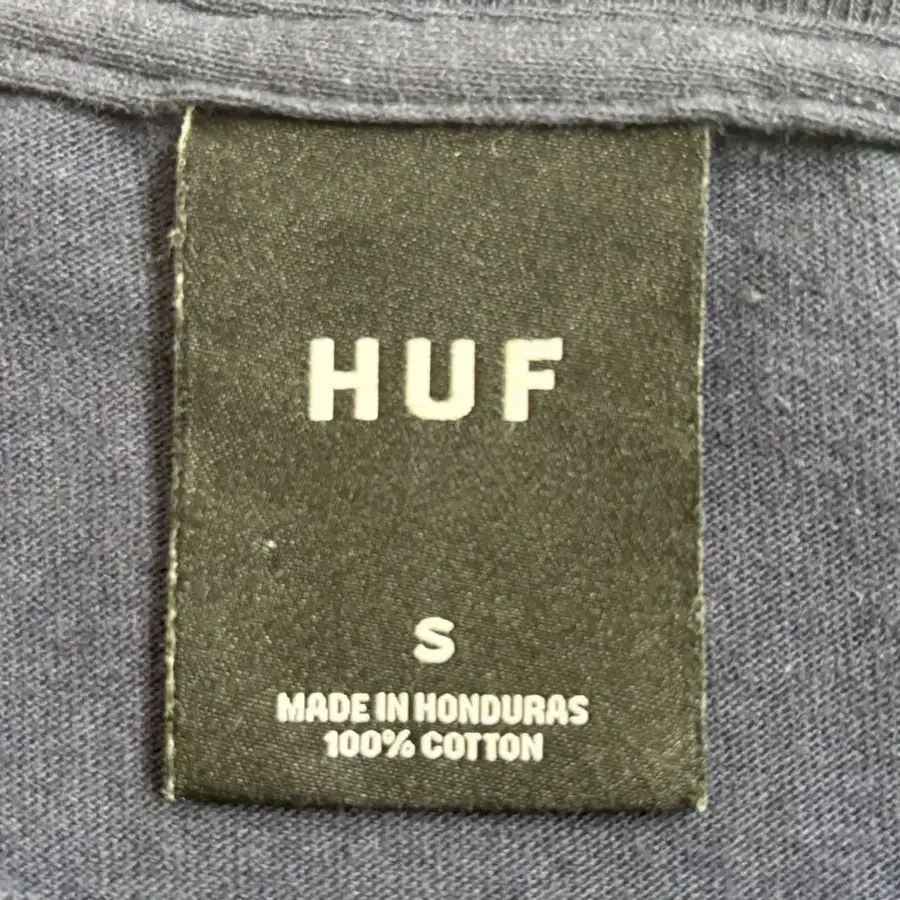 HUF
S
MADE IN HONDURAS
100% COTTON